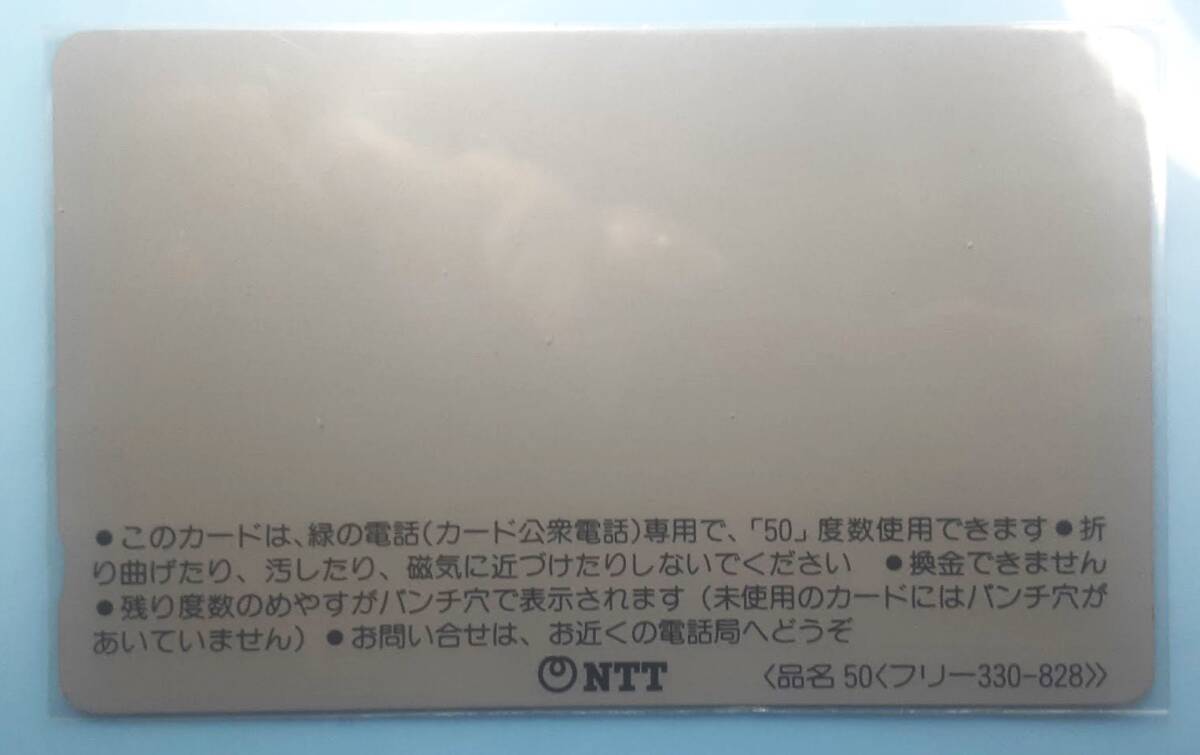 ●このカードは、緑の電話(カード公衆電話)専用で、「50」度数使用できます●折
り曲げたり、汚したり、磁気に近づけたりしないでください　●換金できません
●残り度数のめやすがパンチ穴で表示されます(未使用のカードにはパンチ穴が
あいていません)●お問い合せは、お近くの電話局へどうぞ
NTT 〈品名 50〈フリー330-828〉〉